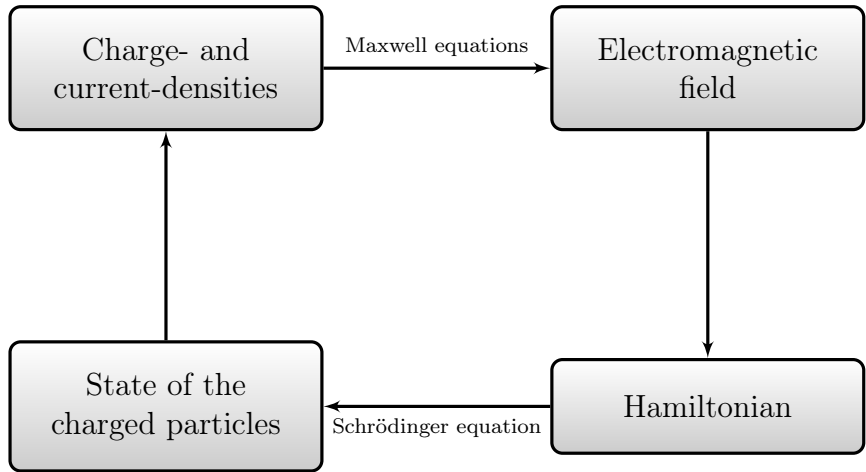 Charge- and
current-densities
Maxwell equations
Electromagnetic
field
State of the
charged particles
Schrödinger equation
Hamiltonian